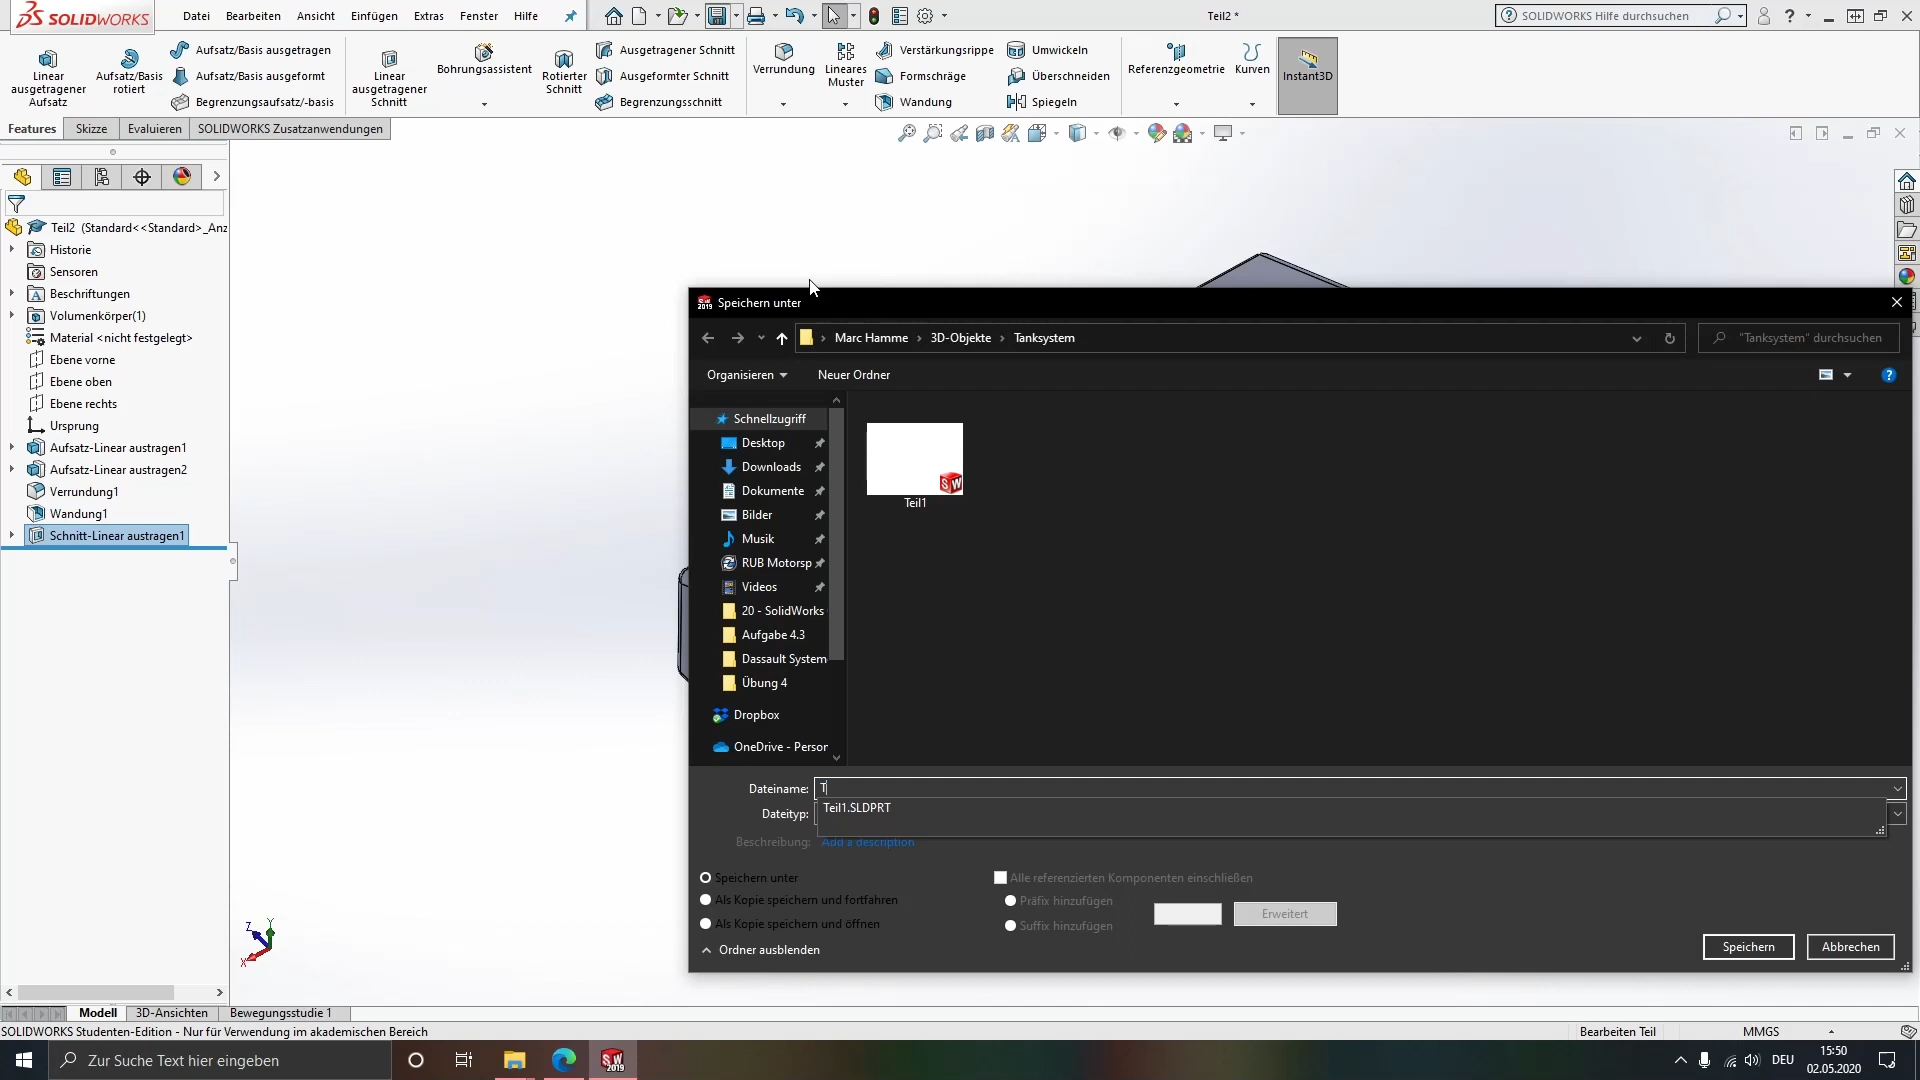 SOLIDWORKS
Datei Bearbeiten Ansicht Einfügen Extras Fenster Hilfe
Teil2 *
SOLIDWORKS Hilfe durchsuchen
Linear ausgetragener Aufsatz
Aufsatz/Basis rotiert
Aufsatz/Basis ausgetragen
Aufsatz/Basis ausgeformt
Begrenzungsaufsatz/-basis
Linear ausgetragener Schnitt
Bohrungsassistent
Rotierter Schnitt
Ausgetragener Schnitt
Ausgeformter Schnitt
Begrenzungsschnitt
Verrundung
Lineares Muster
Verstärkungsrippe
Formschräge
Wandung
Umwickeln
Überschneiden
Spiegeln
Referenzgeometrie
Kurven
Instant3D
Features Skizze Evaluieren SOLIDWORKS Zusatzanwendungen
Teil2 (Standard<<Standard>_Anz
Historie
Sensoren
Beschriftungen
Volumenkörper(1)
Material <nicht festgelegt>
Ebene vorne
Ebene oben
Ebene rechts
Ursprung
Aufsatz-Linear austragen1
Aufsatz-Linear austragen2
Verrundung1
Wandung1
Schnitt-Linear austragen1
SW 2019 Speichern unter
Marc Hamme › 3D-Objekte › Tanksystem
"Tanksystem" durchsuchen
Organisieren Neuer Ordner
Schnellzugriff
Desktop
Downloads
Dokumente
Bilder
Musik
RUB Motorsp
Videos
20 - SolidWorks
Aufgabe 4.3
Dassault System
Übung 4
Dropbox
OneDrive - Persor
SW
Teil1
Dateiname: T
Teil1.SLDPRT
Dateityp:
Beschreibung: Add a description
Speichern unter
Als Kopie speichern und fortfahren
Als Kopie speichern und öffnen
Alle referenzierten Komponenten einschließen
Präfix hinzufügen
Suffix hinzufügen
Erweitert
Ordner ausblenden
Speichern Abbrechen
Z Y X
Modell 3D-Ansichten Bewegungsstudie 1
SOLIDWORKS Studenten-Edition - Nur für Verwendung im akademischen Bereich
Bearbeiten Teil MMGS
Zur Suche Text hier eingeben
SW 2019
DEU
15:50
02.05.2020